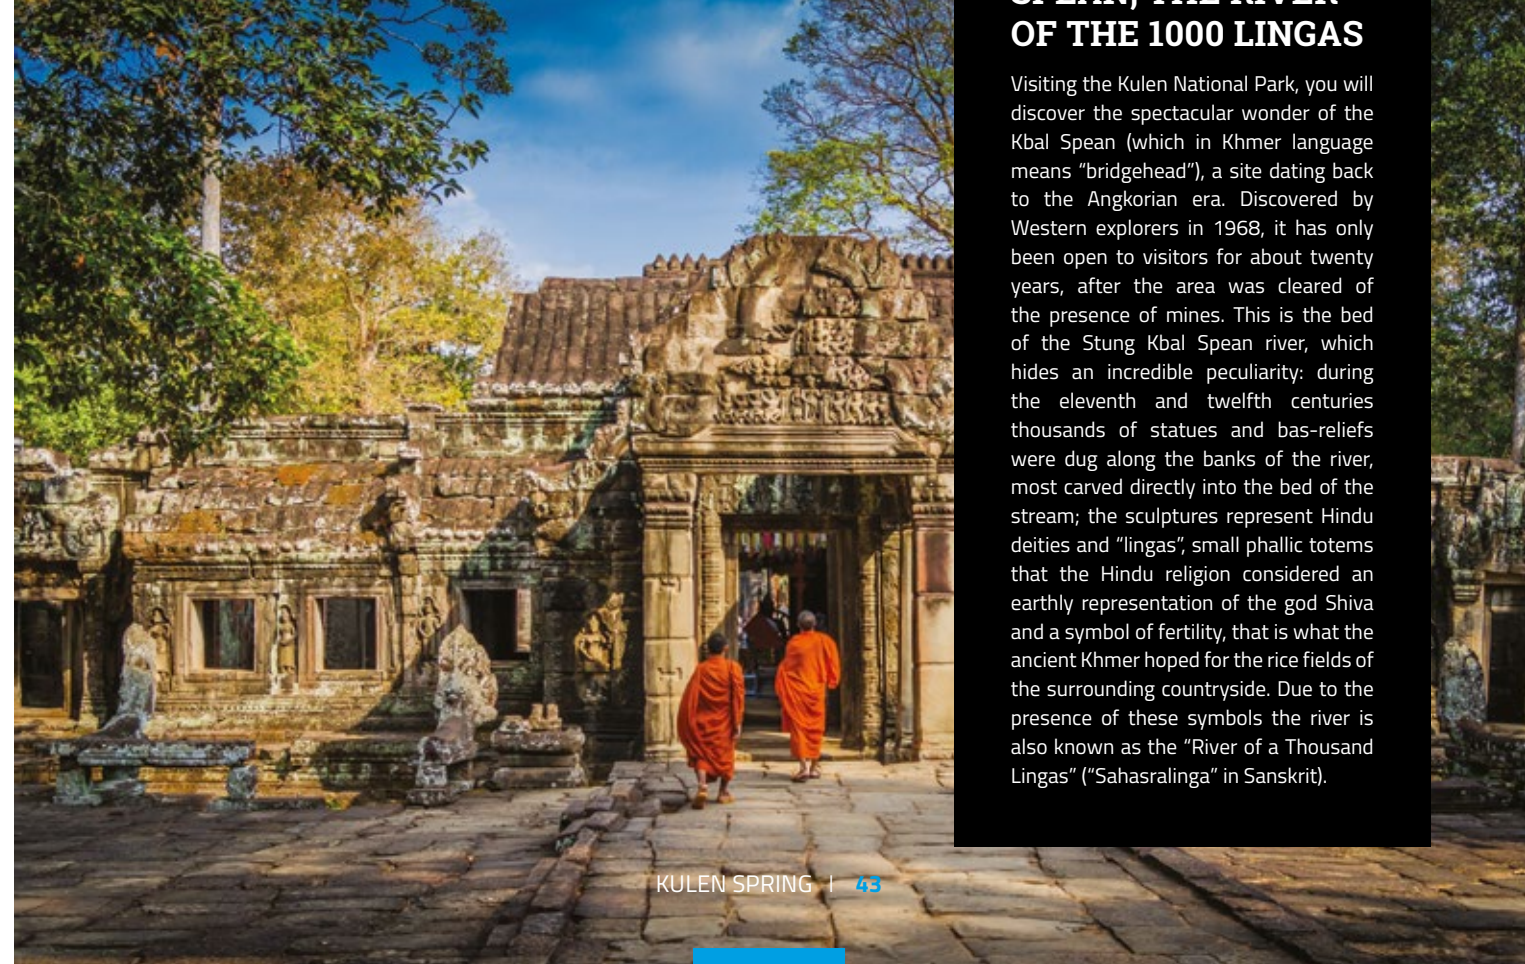 SPEAN, THE RIVER
OF THE 1000 LINGAS
Visiting the Kulen National Park, you will
discover the spectacular wonder of the
Kbal Spean (which in Khmer language
means “bridgehead”), a site dating back
to the Angkorian era. Discovered by
Western explorers in 1968, it has only
been open to visitors for about twenty
years, after the area was cleared of
the presence of mines. This is the bed
of the Stung Kbal Spean river, which
hides an incredible peculiarity: during
the eleventh and twelfth centuries
thousands of statues and bas-reliefs
were dug along the banks of the river,
most carved directly into the bed of the
stream; the sculptures represent Hindu
deities and “lingas”, small phallic totems
that the Hindu religion considered an
earthly representation of the god Shiva
and a symbol of fertility, that is what the
ancient Khmer hoped for the rice fields of
the surrounding countryside. Due to the
presence of these symbols the river is
also known as the “River of a Thousand
Lingas” (“Sahasralinga” in Sanskrit).
KULEN SPRING | 43